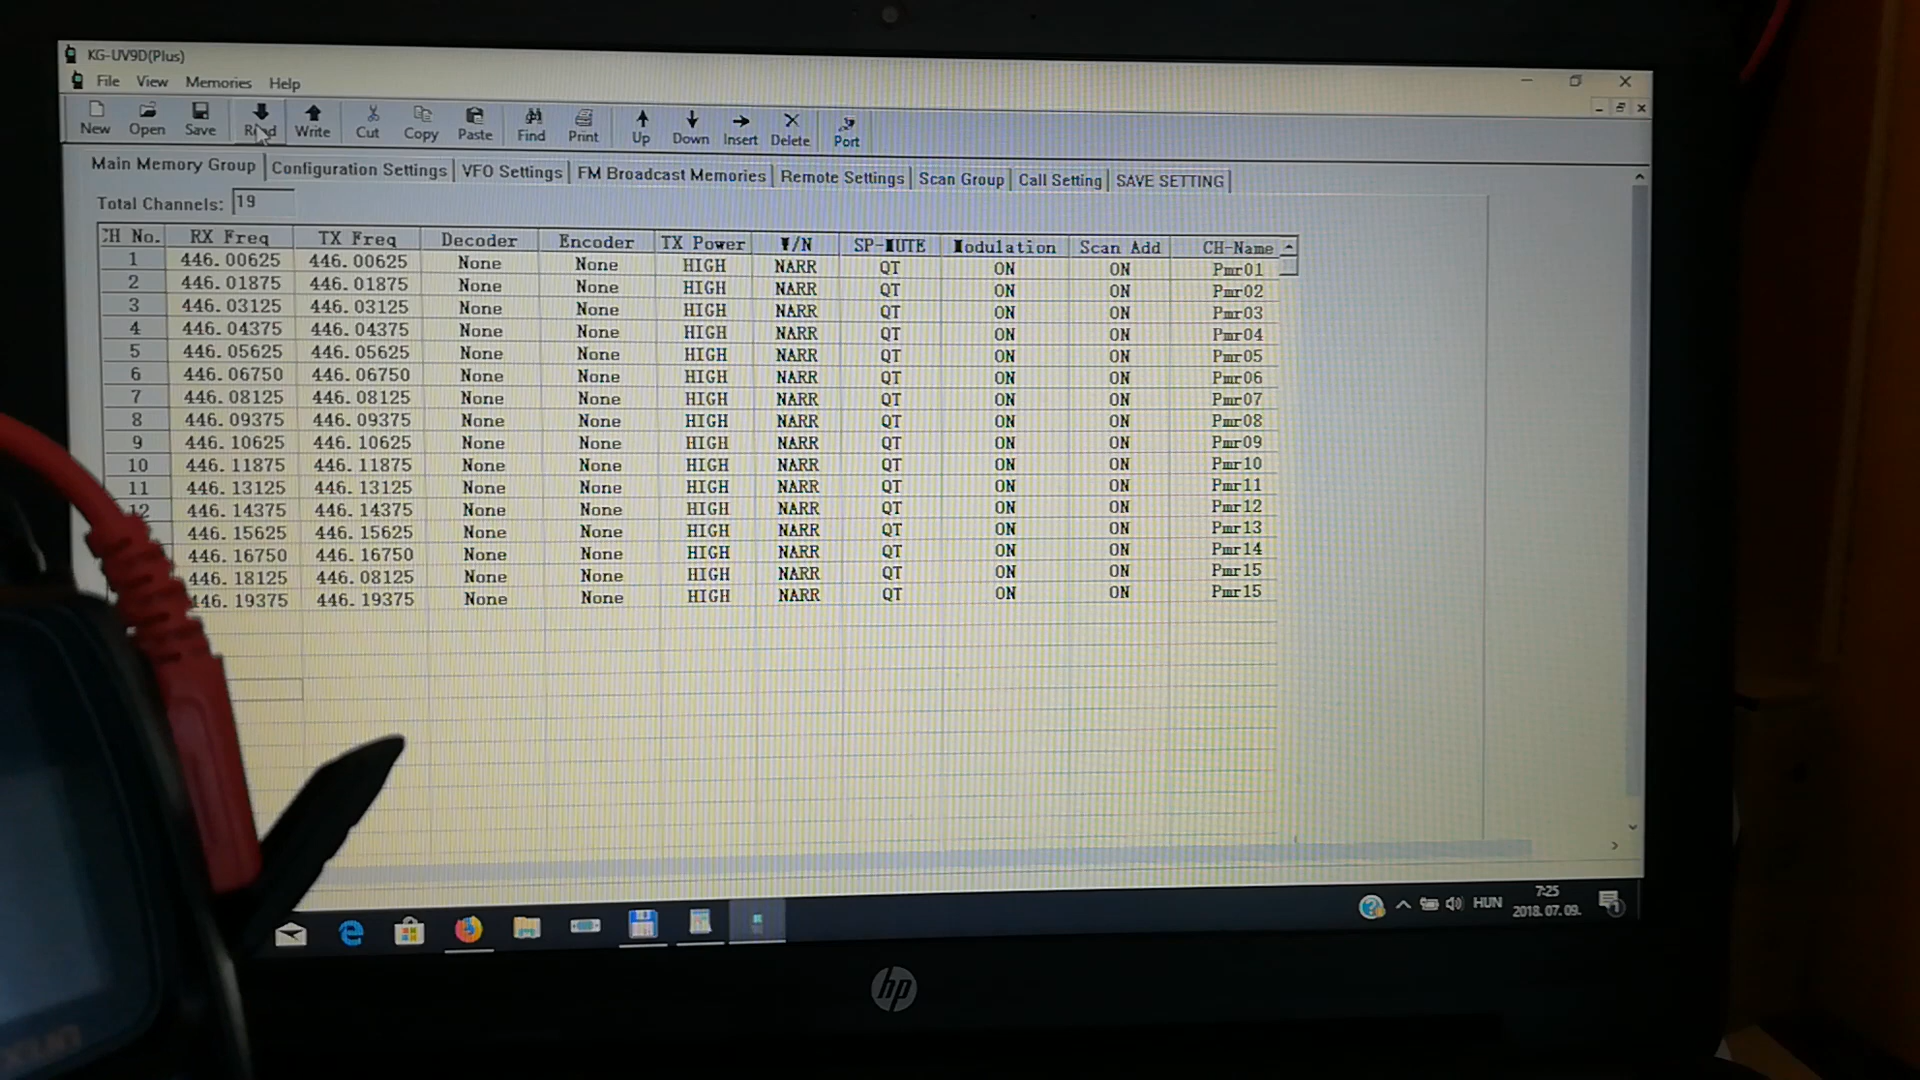 KG-UV9D(Plus)
File View Memories Help
New Open Save Read Write Cut Copy Paste Find Print Up Down Insert Delete Port
Main Memory Group Configuration Settings VFO Settings FM Broadcast Memories Remote Settings Scan Group Call Setting SAVE SETTING
Total Channels: 19
CH No. RX Freq TX Freq Decoder Encoder TX Power W/N SP-MUTE Modulation Scan Add CH-Name
1 446.00625 446.00625 None None HIGH NARR QT ON ON Pmr01
2 446.01875 446.01875 None None HIGH NARR QT ON ON Pmr02
3 446.03125 446.03125 None None HIGH NARR QT ON ON Pmr03
4 446.04375 446.04375 None None HIGH NARR QT ON ON Pmr04
5 446.05625 446.05625 None None HIGH NARR QT ON ON Pmr05
6 446.06750 446.06750 None None HIGH NARR QT ON ON Pmr06
7 446.08125 446.08125 None None HIGH NARR QT ON ON Pmr07
8 446.09375 446.09375 None None HIGH NARR QT ON ON Pmr08
9 446.10625 446.10625 None None HIGH NARR QT ON ON Pmr09
10 446.11875 446.11875 None None HIGH NARR QT ON ON Pmr10
11 446.13125 446.13125 None None HIGH NARR QT ON ON Pmr11
12 446.14375 446.14375 None None HIGH NARR QT ON ON Pmr12
446.15625 446.15625 None None HIGH NARR QT ON ON Pmr13
446.16750 446.16750 None None HIGH NARR QT ON ON Pmr14
446.18125 446.08125 None None HIGH NARR QT ON ON Pmr15
446.19375 446.19375 None None HIGH NARR QT ON ON Pmr15
HUN 7:25
2018.07.09.
1
hp